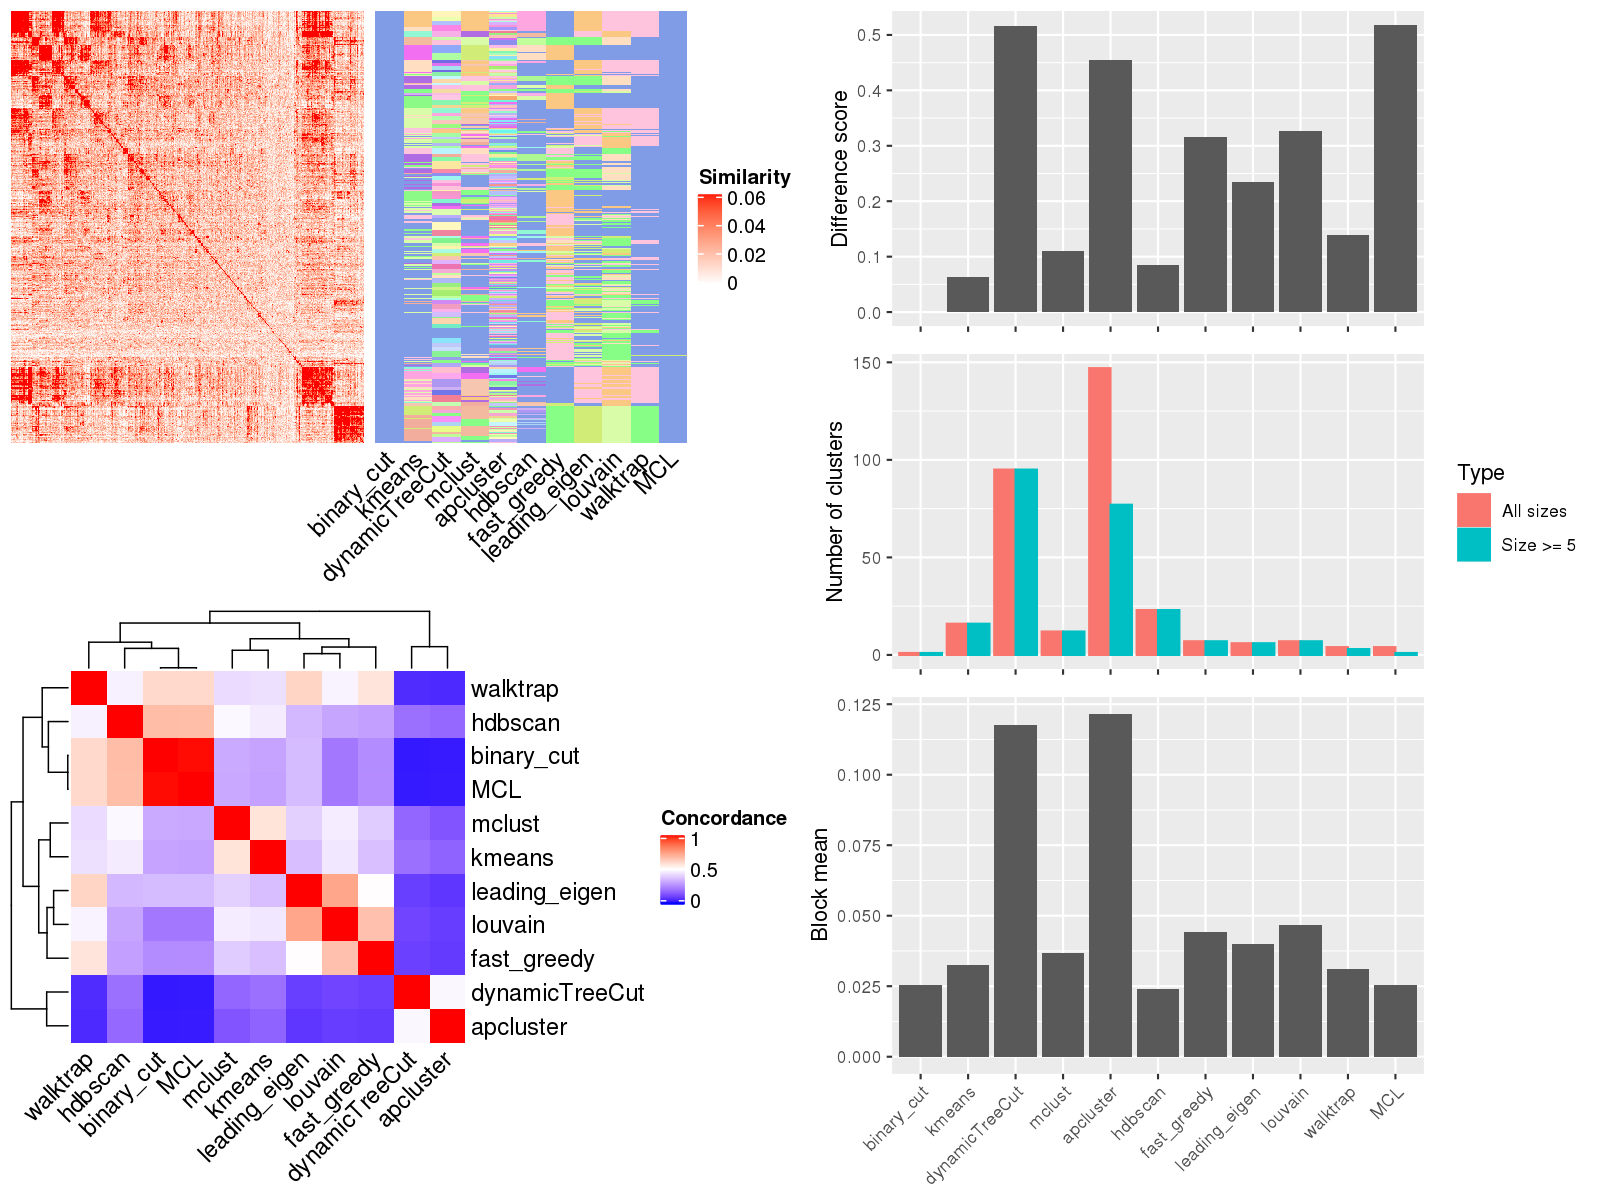 Similarity
0.06
0.04
0.02
0
binary_cut
kmeans
dynamicTreeCut
mclust
apcluster
hdbscan
fast_greedy
leading_eigen
louvain
walktrap
MCL
walktrap
hdbscan
binary_cut
MCL
mclust
kmeans
leading_eigen
louvain
fast_greedy
dynamicTreeCut
apcluster
Concordance
1
0.5
0
walktrap
hdbscan
binary_cut
MCL
mclust
kmeans
leading_eigen
louvain
fast_greedy
dynamicTreeCut
apcluster
Difference score
0.5
0.4
0.3
0.2
0.1
0.0
Number of clusters
150
100
50
0
Type
All sizes
Size >= 5
Block mean
0.125
0.100
0.075
0.050
0.025
0.000
binary_cut
kmeans
dynamicTreeCut
mclust
apcluster
hdbscan
fast_greedy
leading_eigen
louvain
walktrap
MCL